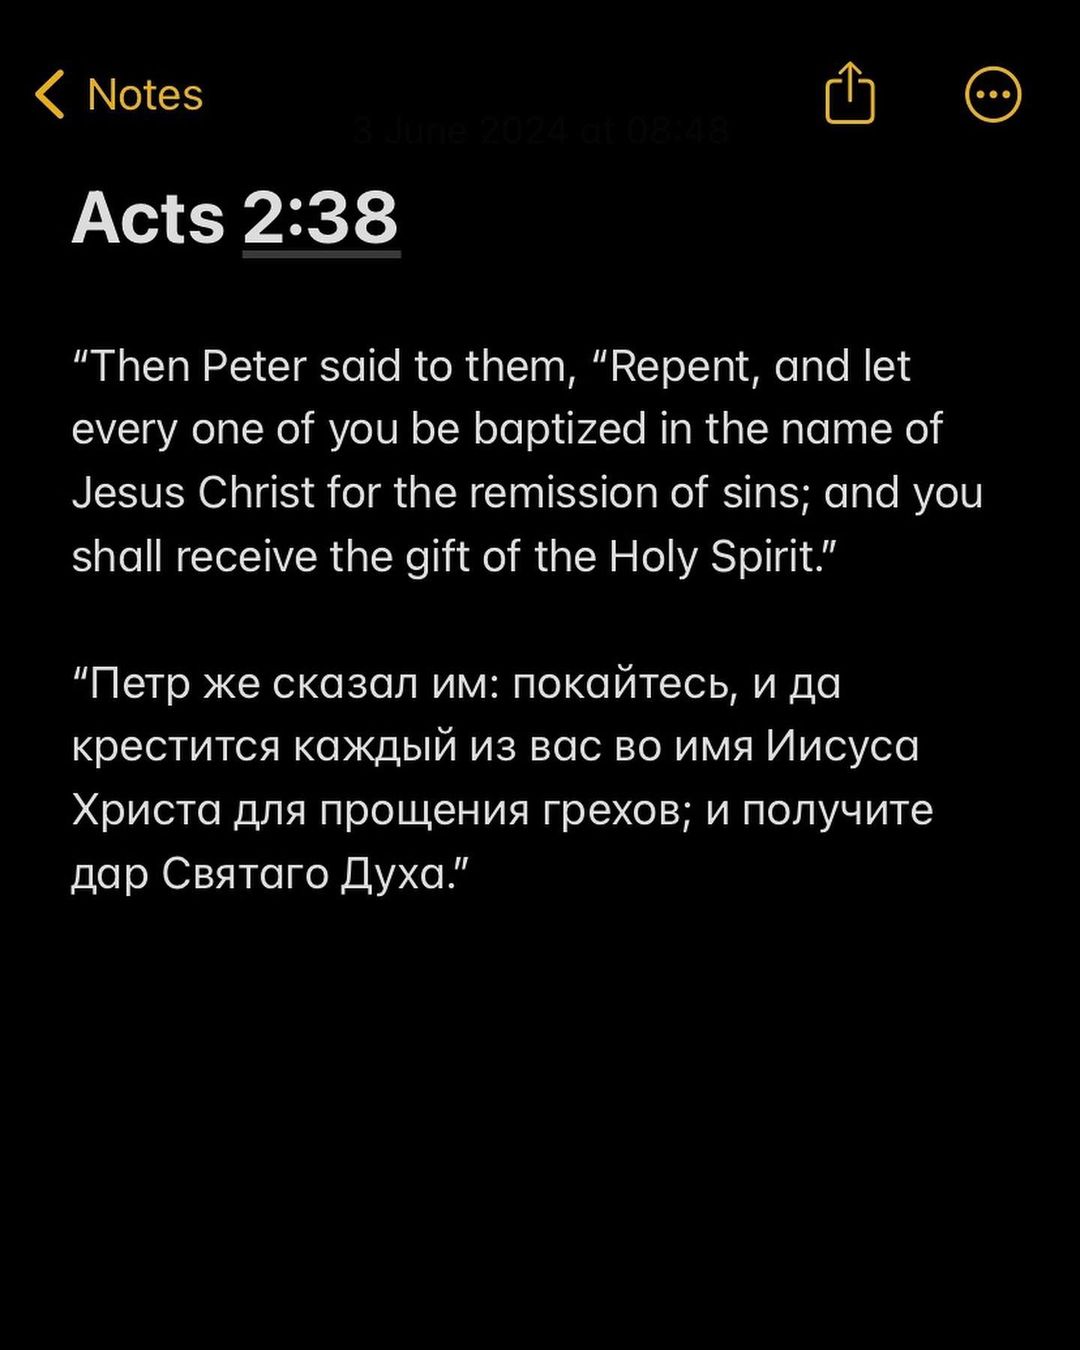 Notes
3 June 2024 at 08:48
Acts 2:38
“Then Peter said to them, “Repent, and let
every one of you be baptized in the name of
Jesus Christ for the remission of sins; and you
shall receive the gift of the Holy Spirit.”
“Петр же сказал им: покайтесь, и да
крестится каждый из вас во имя Иисуса
Христа для прощения грехов; и получите
дар Святаго Духа.”